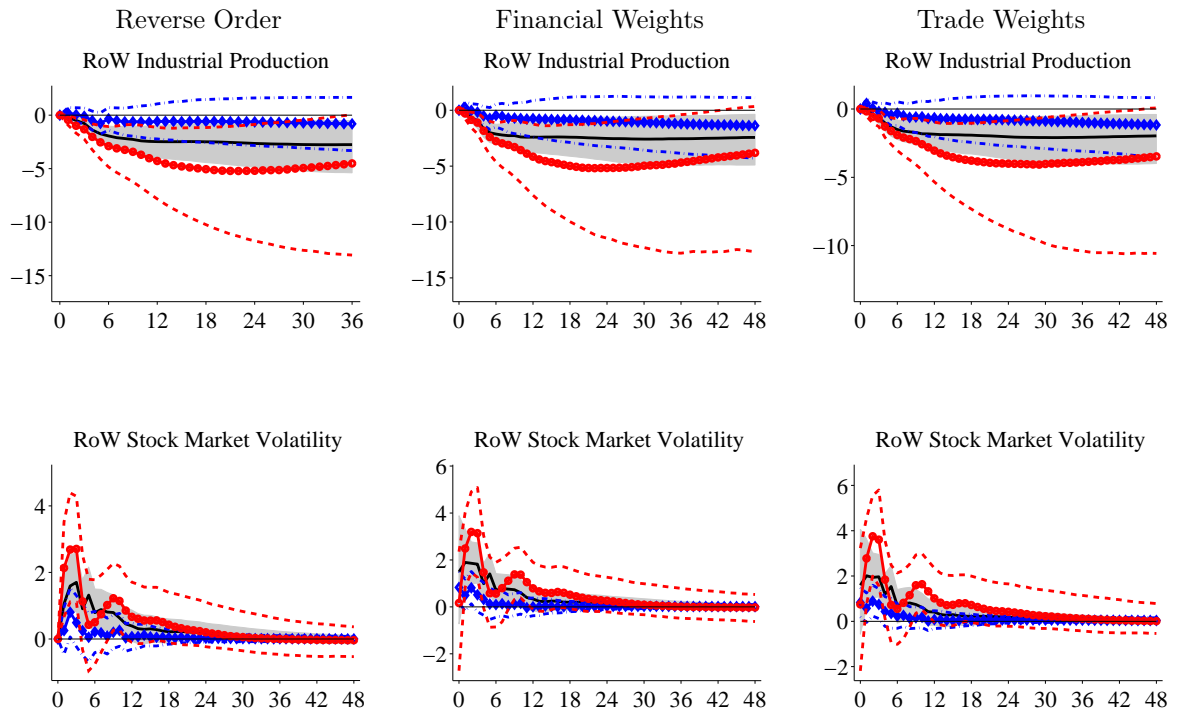 Reverse Order Financial Weights Trade Weights
RoW Industrial Production RoW Industrial Production RoW Industrial Production
0
−5
−10
−15
0 6 12 18 24 30 36
0
−5
−10
−15
0 6 12 18 24 30 36 42 48
0
−5
−10
0 6 12 18 24 30 36 42 48
RoW Stock Market Volatility RoW Stock Market Volatility RoW Stock Market Volatility
4
2
0
0 6 12 18 24 30 36 42 48
6
4
2
0
−2
0 6 12 18 24 30 36 42 48
6
4
2
0
−2
0 6 12 18 24 30 36 42 48